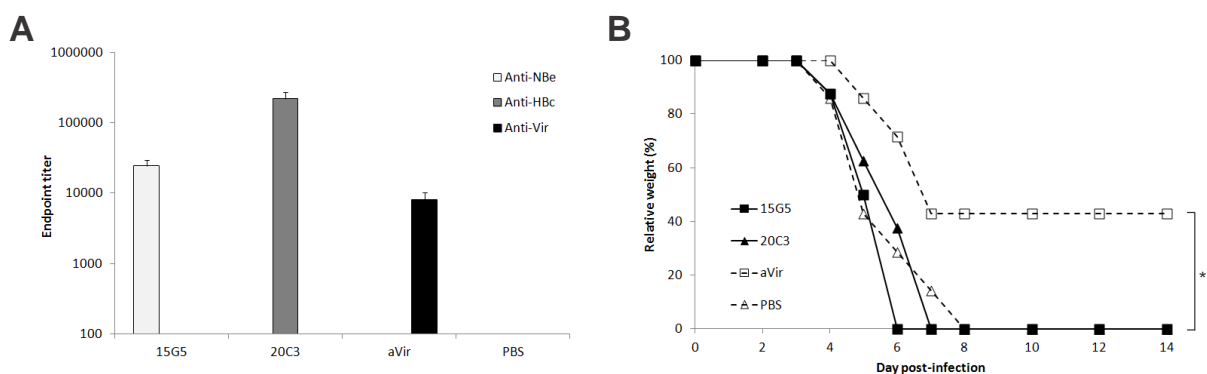 A
Endpoint titer
1000000
100000
10000
1000
100
Anti-NBe
Anti-HBc
Anti-Vir
15G5 20C3 aVir PBS
B
Relative weight (%)
100
80
60
40
20
0
15G5
20C3
aVir
PBS
*
0 2 4 6 8 10 12 14
Day post-infection